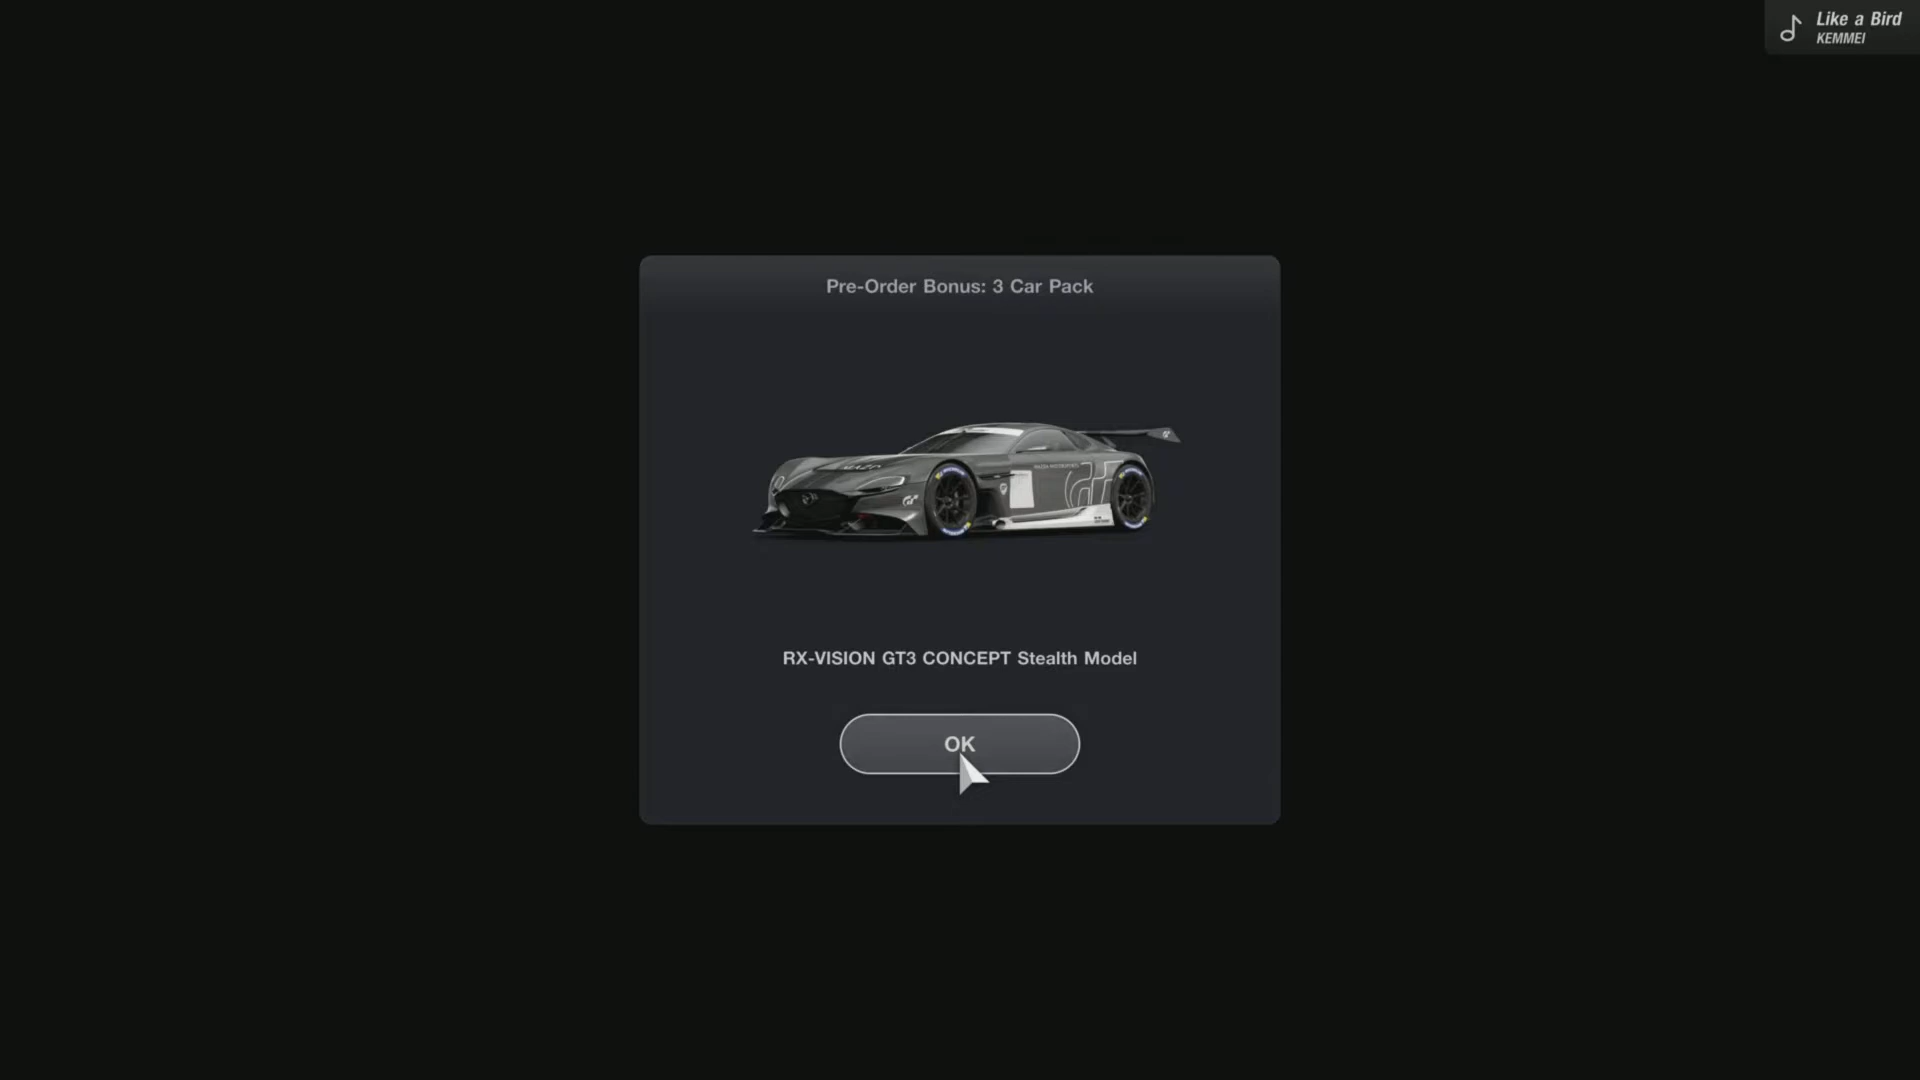 Like a Bird
KEMMEI
Pre-Order Bonus: 3 Car Pack
RX-VISION GT3 CONCEPT Stealth Model
OK